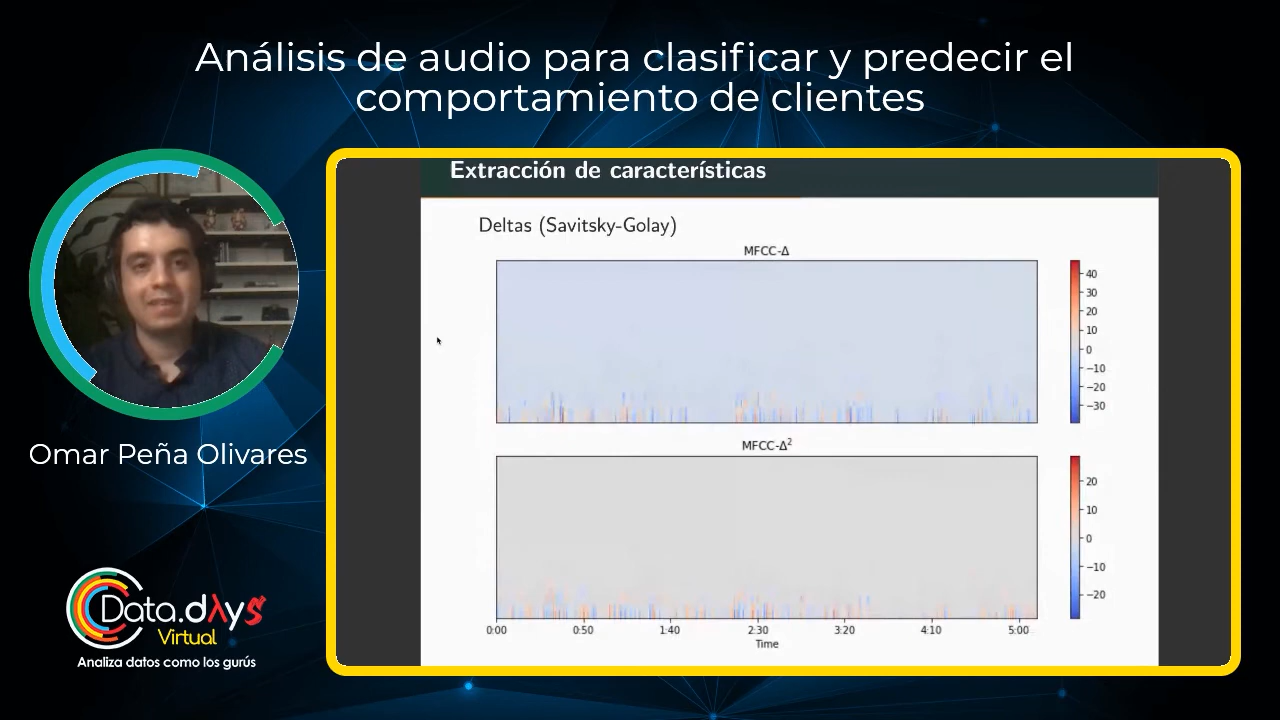 Análisis de audio para clasificar y predecir el
comportamiento de clientes
Extracción de características
Deltas (Savitsky-Golay)
MFCC-Δ
40
30
20
10
0
−10
−20
−30
MFCC-Δ²
20
10
0
−10
−20
0:00 0:50 1:40 2:30 3:20 4:10 5:00
Time
Omar Peña Olivares
Data.dAys
Virtual
Analiza datos como los gurús